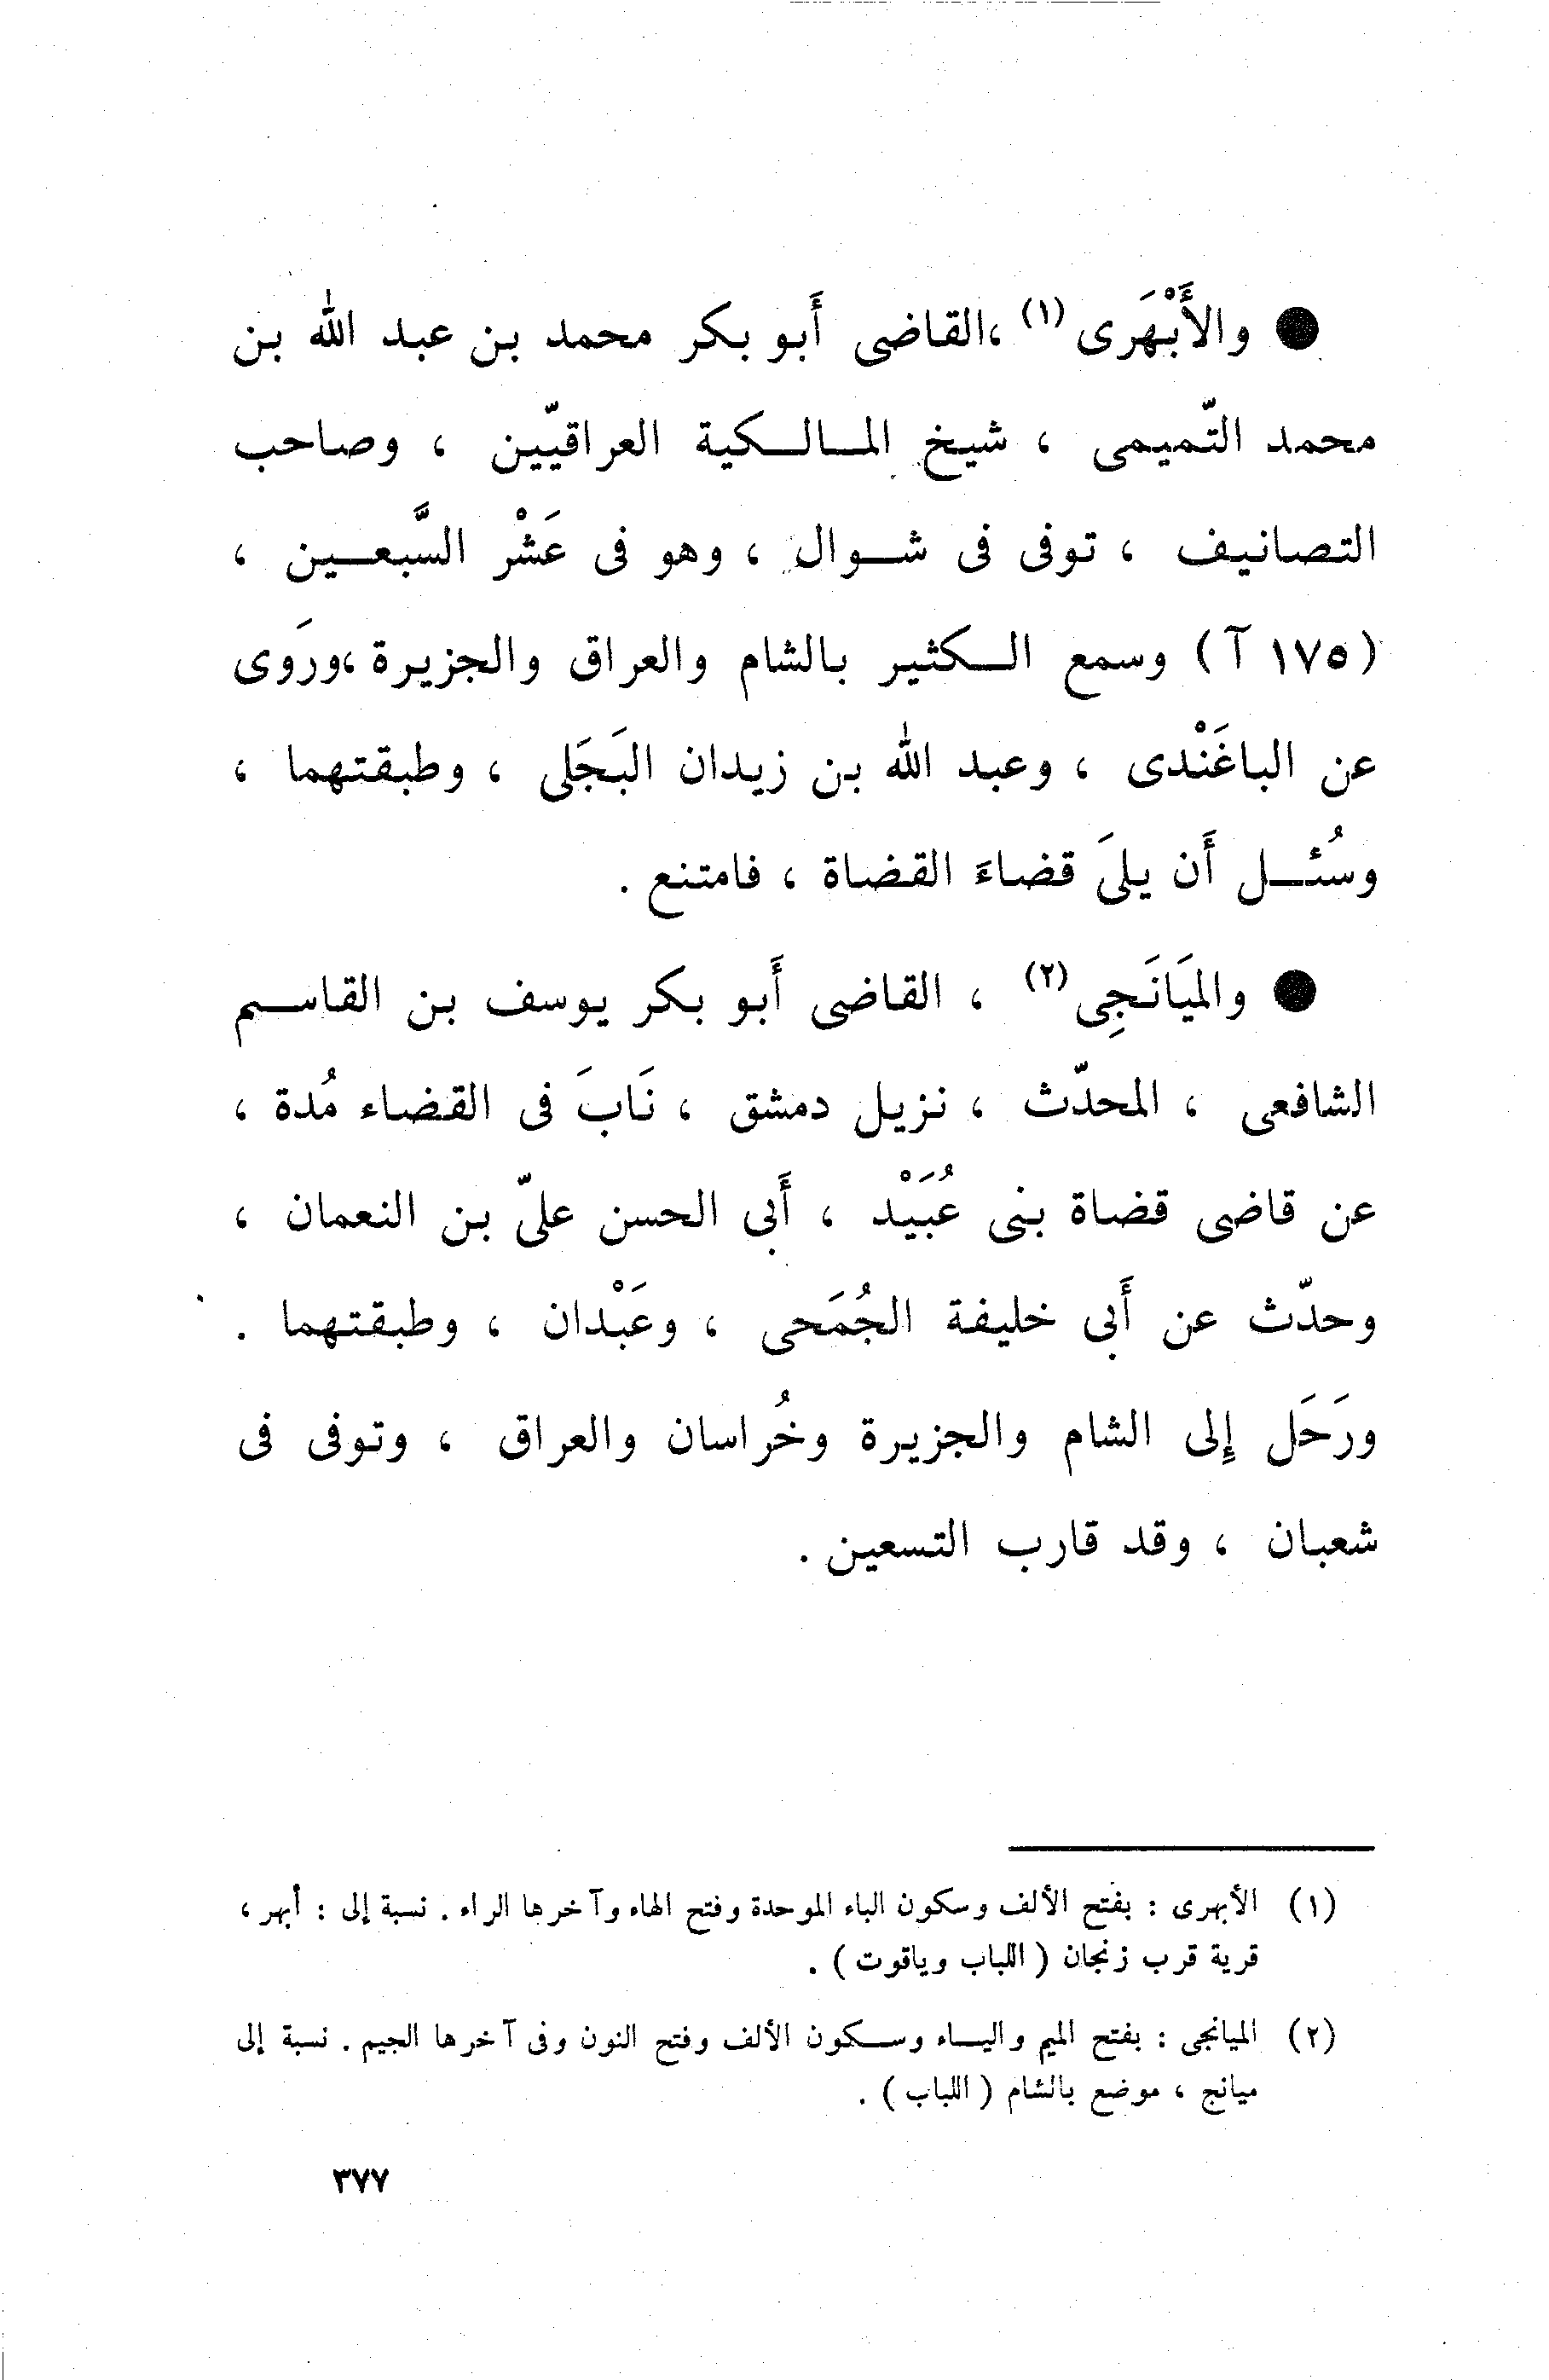 ● والأَبْهَرى (١) ،القاضى أَبو بكر محمد بن عبد الله بن
محمد التّميمى ، شيخ المالكية العراقيّين ، وصاحب
التصانيف ، توفى فى شوال ، وهو فى عَشْر السَّبعين ،
(١٧٥ آ) وسمع الكثير بالشام والعراق والجزيرة ،ورَوى
عن الباغَنْدى ، وعبد الله بن زيدان البَجَلى ، وطبقتهما ،
وسُئل أَن يلىَ قضاءَ القضاة ، فامتنع .
● والميَانَجِى (٢) ، القاضى أَبو بكر يوسف بن القاسم
الشافعى ، المحدّث ، نزيل دمشق ، نَابَ فى القضاء مُدة ،
عن قاضى قضاة بنى عُبَيْد ، أَبى الحسن علىّ بن النعمان ،
وحدّث عن أَبى خليفة الجُمَحى ، وعَبْدان ، وطبقتهما .
ورَحَل إِلى الشام والجزيرة وخُراسان والعراق ، وتوفى فى
شعبان ، وقد قارب التسعين .
(١) الأبهرى : بفتح الألف وسكون الباء الموحدة وفتح الهاء وآخرها الراء . نسبة إلى : أبهر ،
قرية قرب زنجان ( اللباب وياقوت ) .
(٢) الميانجى : بفتح الميم والياء وسكون الألف وفتح النون وفى آخرها الجيم . نسبة إلى
ميانج ، موضع بالشام ( اللباب ) .
٣٧٧